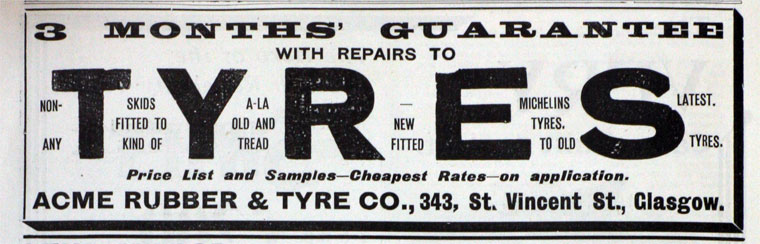 3 MONTHS' GUARANTEE
WITH REPAIRS TO
TYRES
NON- SKIDS A-LA — MICHELINS LATEST.
FITTED TO OLD AND NEW TYRES.
ANY KIND OF TREAD FITTED TO OLD TYRES.
Price List and Samples—Cheapest Rates—on application.
ACME RUBBER & TYRE CO., 343, St. Vincent St., Glasgow.